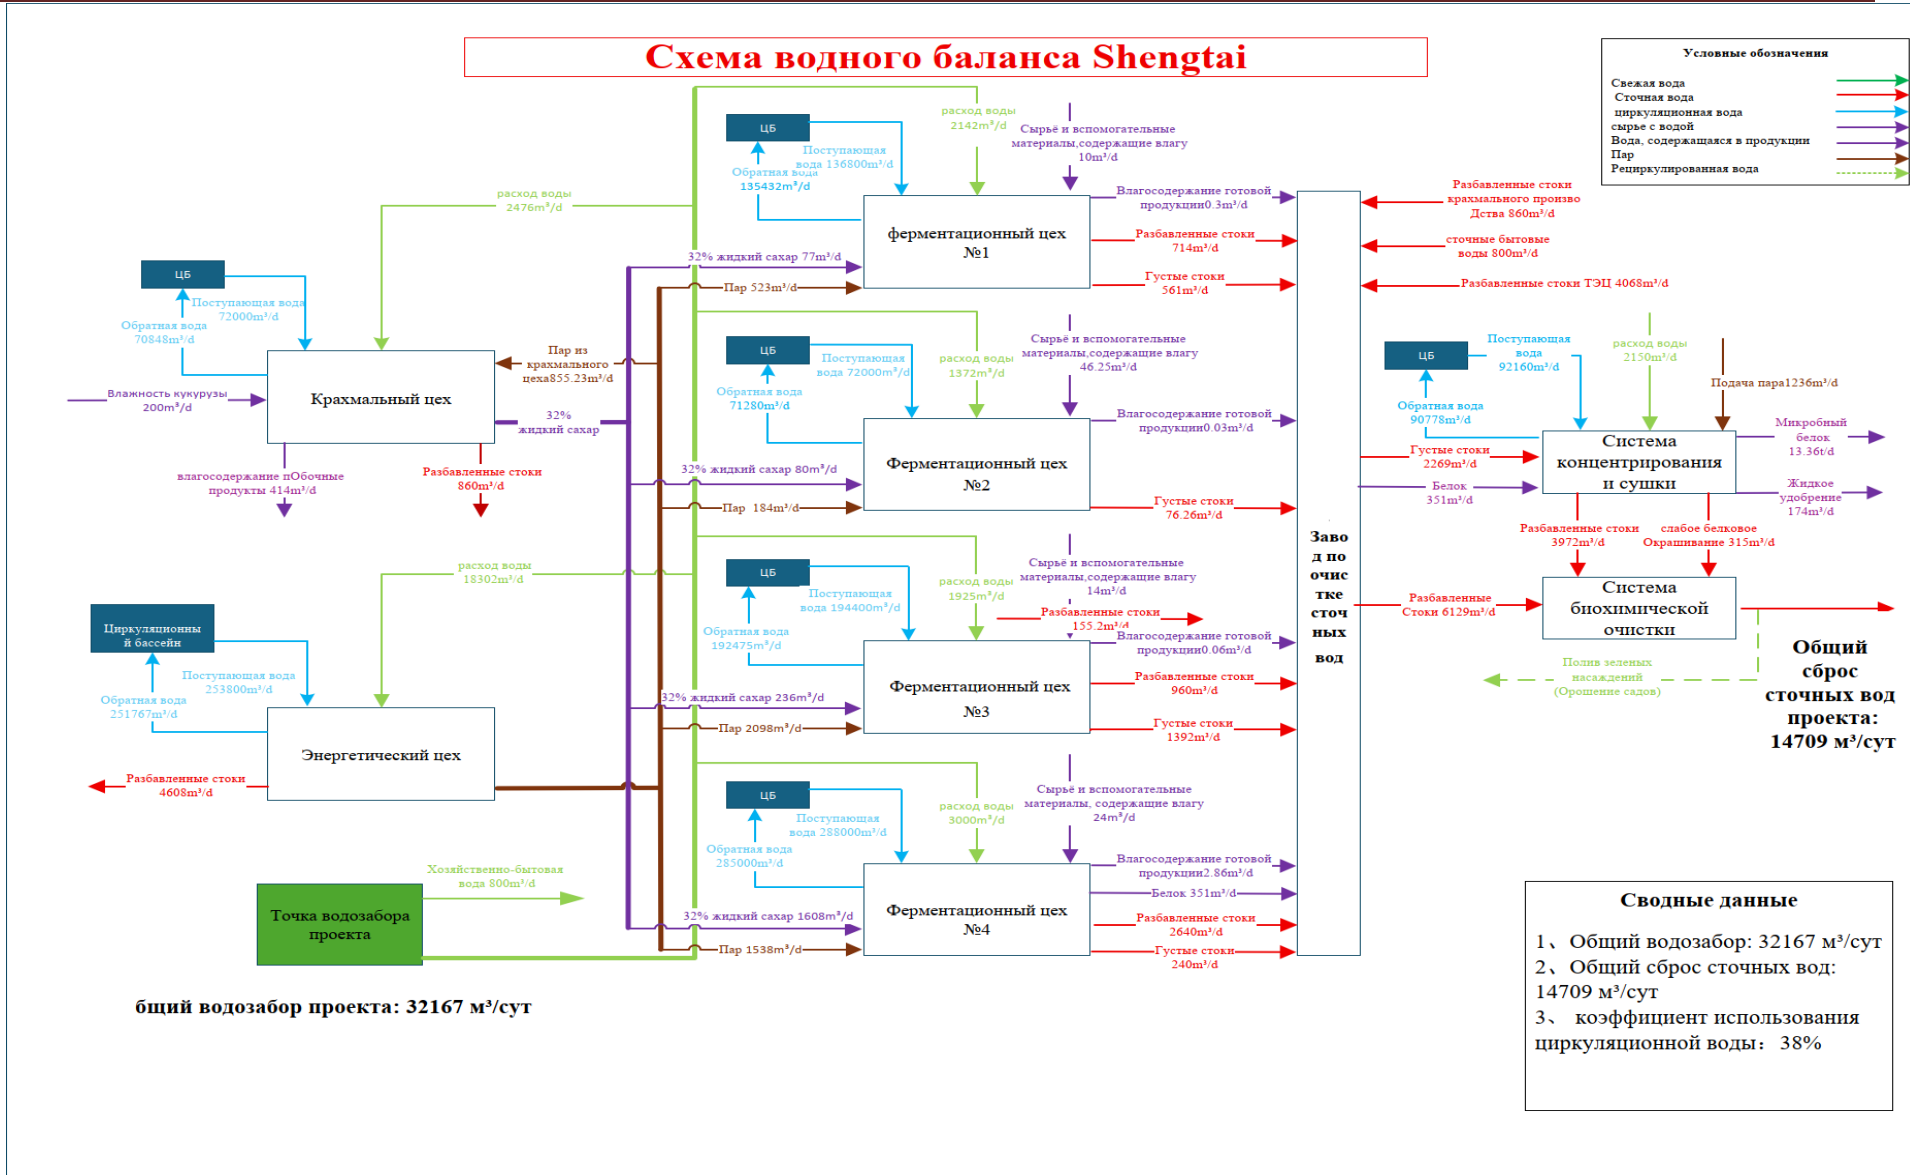 Схема водного баланса Shengtai
Условные обозначения
Свежая вода
Сточная вода
циркуляционная вода
сырье с водой
Вода, содержащаяся в продукции
Пар
Рециркулированная вода
расход воды
2142m³/d
ЦБ
Поступающая
вода 136800m³/d
Обратная вода
135432m³/d
Сырьё и вспомогательные
материалы,содержащие влагу
10m³/d
ферментационный цех
№1
Влагосодержание готовой
продукции0.3m³/d
Разбавленные стоки
714m³/d
Густые стоки
561m³/d
32% жидкий сахар 77m³/d
Пар 523m³/d
расход воды
2476m³/d
ЦБ
Поступающая вода
72000m³/d
Обратная вода
70848m³/d
Влажность кукурузы
200m³/d
Крахмальный цех
Пар из
крахмального
цеха855.23m³/d
32%
жидкий сахар
влагосодержание пОбочные
продукты 414m³/d
Разбавленные стоки
860m³/d
ЦБ
Поступающая
вода 72000m³/d
Обратная вода
71280m³/d
расход воды
1372m³/d
Сырьё и вспомогательные
материалы,содержащие влагу
46.25m³/d
Ферментационный цех
№2
Влагосодержание готовой
продукции0.03m³/d
Густые стоки
76.26m³/d
32% жидкий сахар 80m³/d
Пар 184m³/d
расход воды
18302m³/d
Циркуляционны
й бассейн
Поступающая вода
253800m³/d
Обратная вода
251767m³/d
Энергетический цех
Разбавленные стоки
4608m³/d
ЦБ
Поступающая
вода 194400m³/d
Обратная вода
192475m³/d
расход воды
1925m³/d
Сырьё и вспомогательные
материалы,содержащие влагу
14m³/d
Разбавленные стоки
155.2m³/d
Ферментационный цех
№3
Влагосодержание готовой
продукции0.06m³/d
Разбавленные стоки
960m³/d
Густые стоки
1392m³/d
32% жидкий сахар 236m³/d
Пар 2098m³/d
ЦБ
Поступающая
вода 288000m³/d
Обратная вода
285000m³/d
расход воды
3000m³/d
Сырьё и вспомогательные
материалы, содержащие влагу
24m³/d
Ферментационный цех
№4
Влагосодержание готовой
продукции2.86m³/d
Белок 351m³/d
Разбавленные стоки
2640m³/d
Густые стоки
240m³/d
32% жидкий сахар 1608m³/d
Пар 1538m³/d
Хозяйственно-бытовая
вода 800m³/d
Точка водозабора
проекта
бщий водозабор проекта: 32167 м³/сут
Заво
д по
очис
тке
сточ
ных
вод
Разбавленные стоки
крахмального произво
Дства 860m³/d
сточные бытовые
воды 800m³/d
Разбавленные стоки ТЭЦ 4068m³/d
ЦБ
Поступающая
вода
92160m³/d
Обратная вода
90778m³/d
расход воды
2150m³/d
Подача пара1236m³/d
Густые стоки
2269m³/d
Белок
351m³/d
Система
концентрирования
и сушки
Микробный
белок
13.36t/d
Жидкое
удобрение
174m³/d
Разбавленные стоки
3972m³/d
слабое белковое
Окрашивание 315m³/d
Разбавленные
Стоки 6129m³/d
Система
биохимической
очистки
Полив зеленых
насаждений
(Орошение садов)
Общий
сброс
сточных вод
проекта:
14709 м³/сут
Сводные данные
1、Общий водозабор: 32167 м³/сут
2、Общий сброс сточных вод:
14709 м³/сут
3、 коэффициент использования
циркуляционной воды： 38%